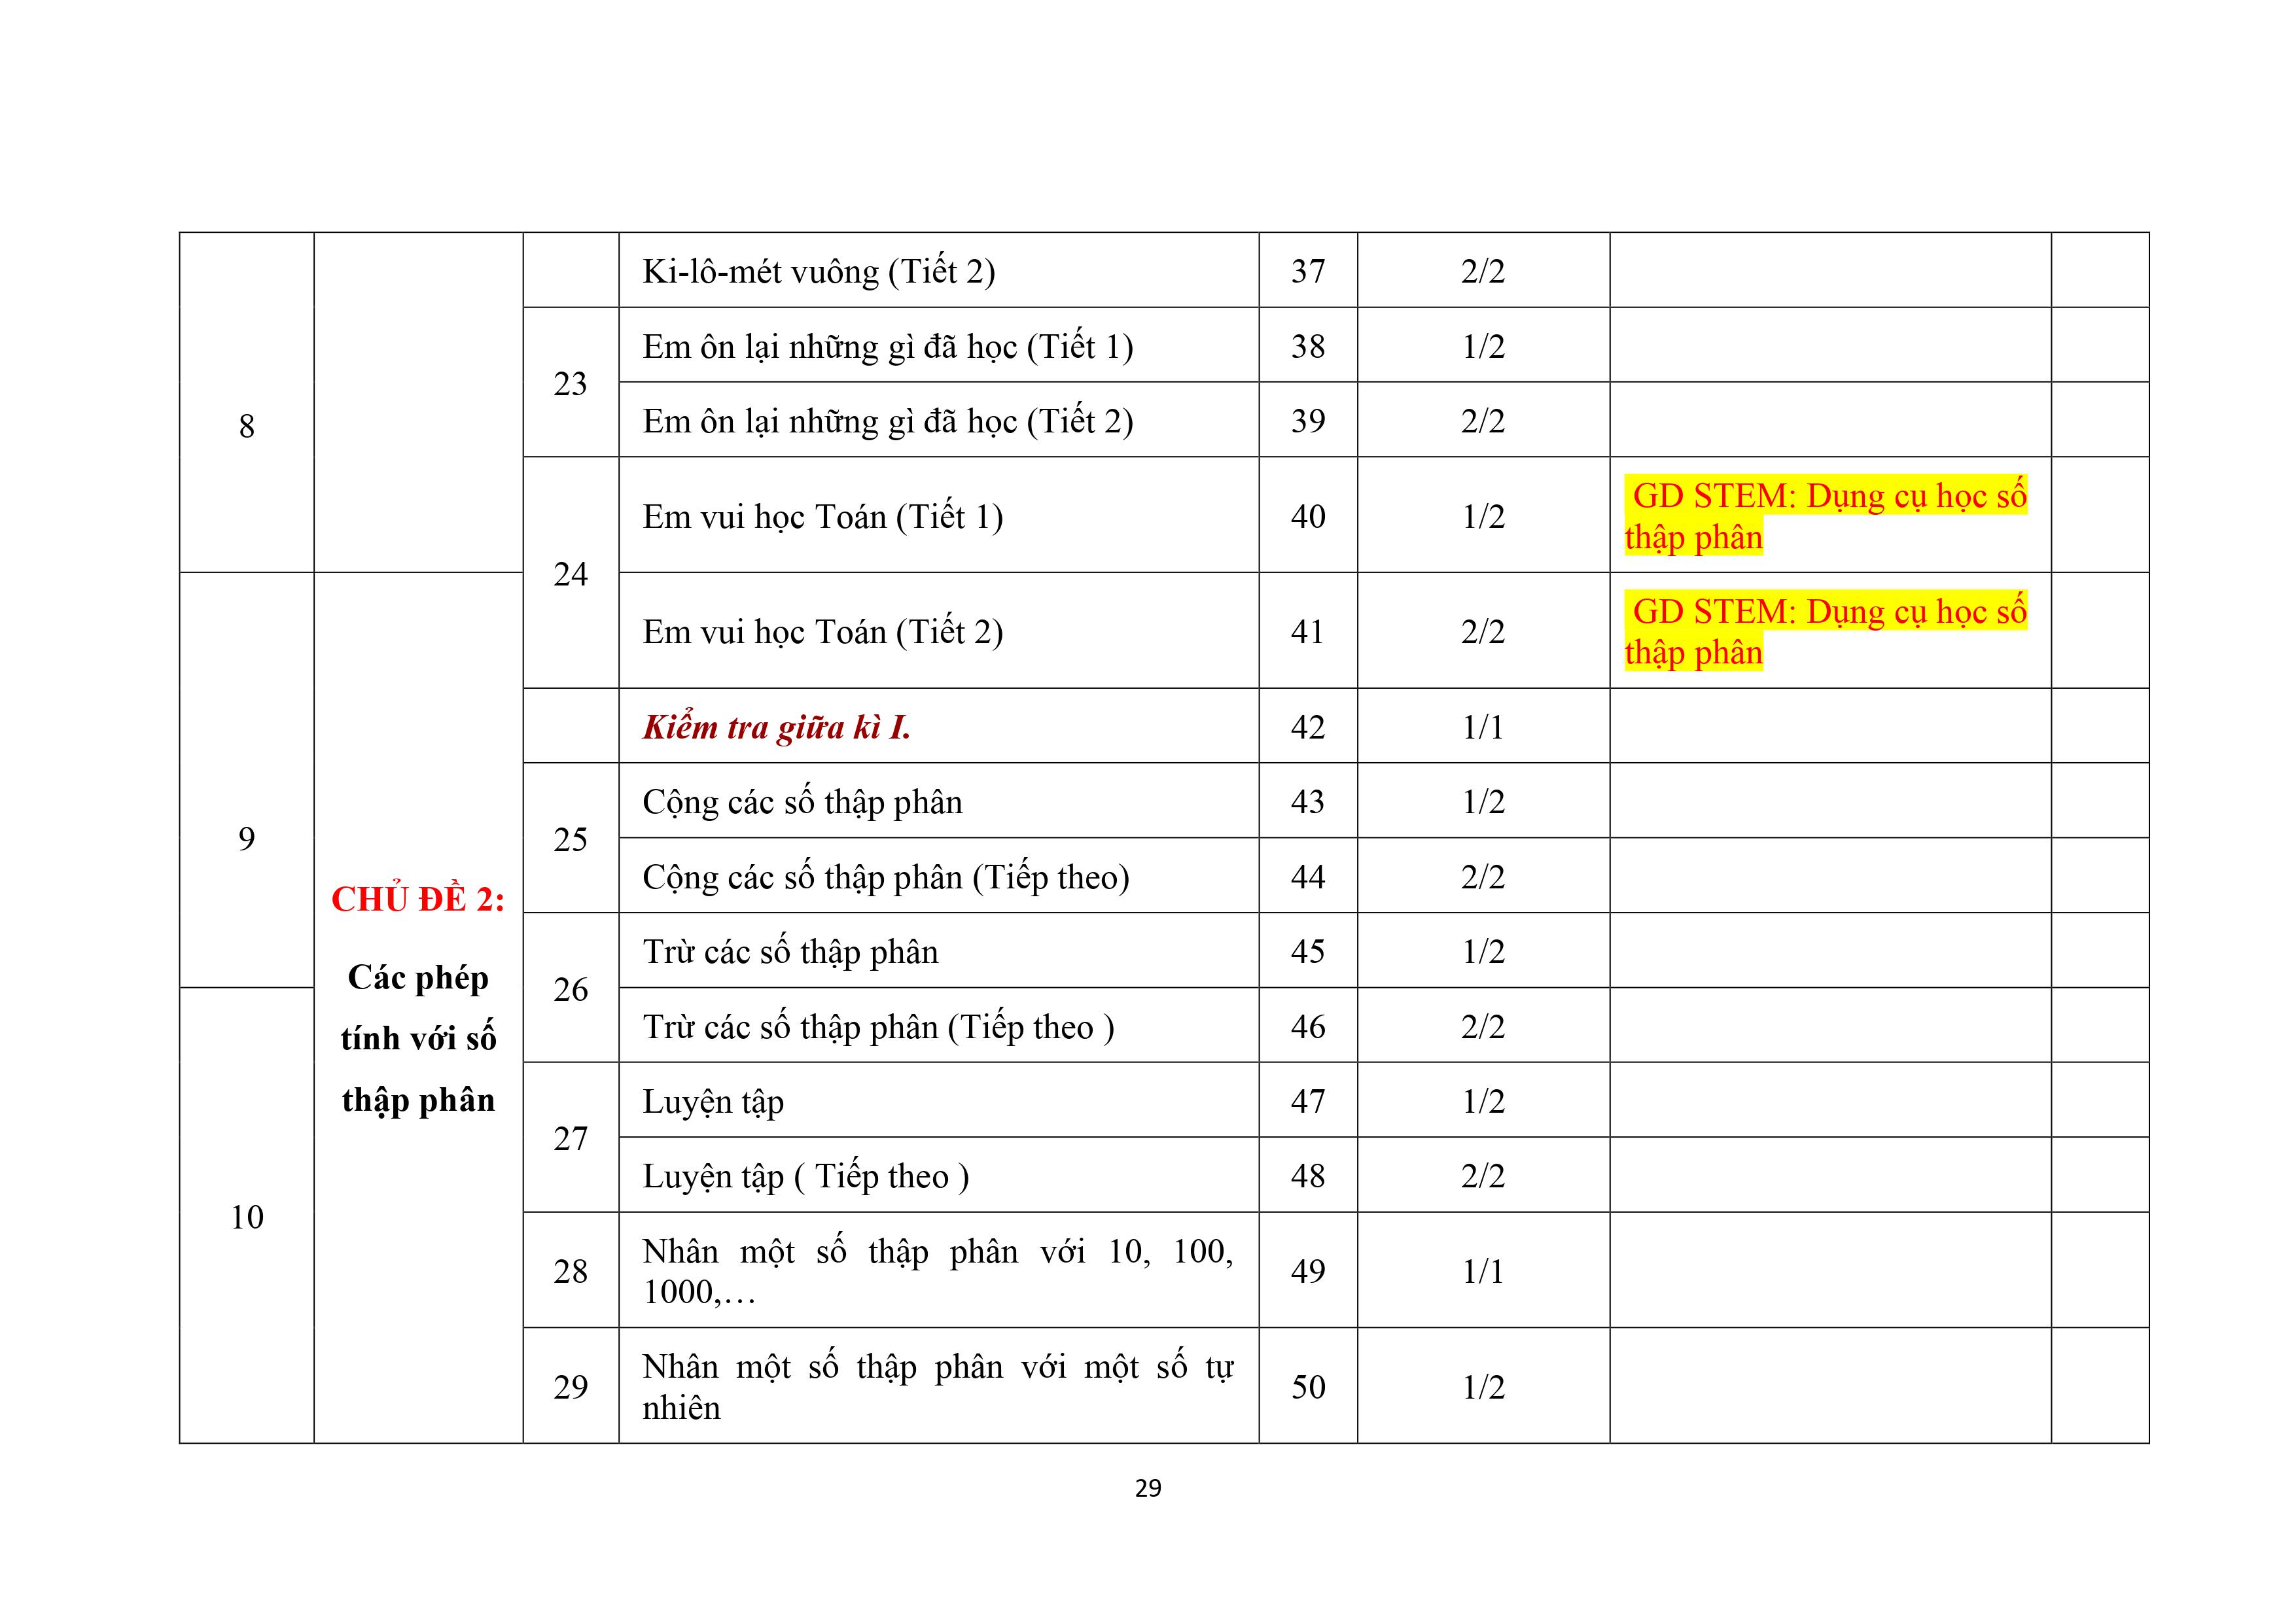 Ki-lô-mét vuông (Tiết 2) 37 2/2
8
23
Em ôn lại những gì đã học (Tiết 1) 38 1/2
Em ôn lại những gì đã học (Tiết 2) 39 2/2
24
Em vui học Toán (Tiết 1) 40 1/2
GD STEM: Dụng cụ học số
thập phân
9
CHỦ ĐỀ 2:
Các phép
tính với số
thập phân
Em vui học Toán (Tiết 2) 41 2/2
GD STEM: Dụng cụ học số
thập phân
Kiểm tra giữa kì I. 42 1/1
25
Cộng các số thập phân 43 1/2
Cộng các số thập phân (Tiếp theo) 44 2/2
26
Trừ các số thập phân 45 1/2
10
Trừ các số thập phân (Tiếp theo ) 46 2/2
27
Luyện tập 47 1/2
Luyện tập ( Tiếp theo ) 48 2/2
28
Nhân một số thập phân với 10, 100,
1000,…
49 1/1
29
Nhân một số thập phân với một số tự
nhiên
50 1/2
29